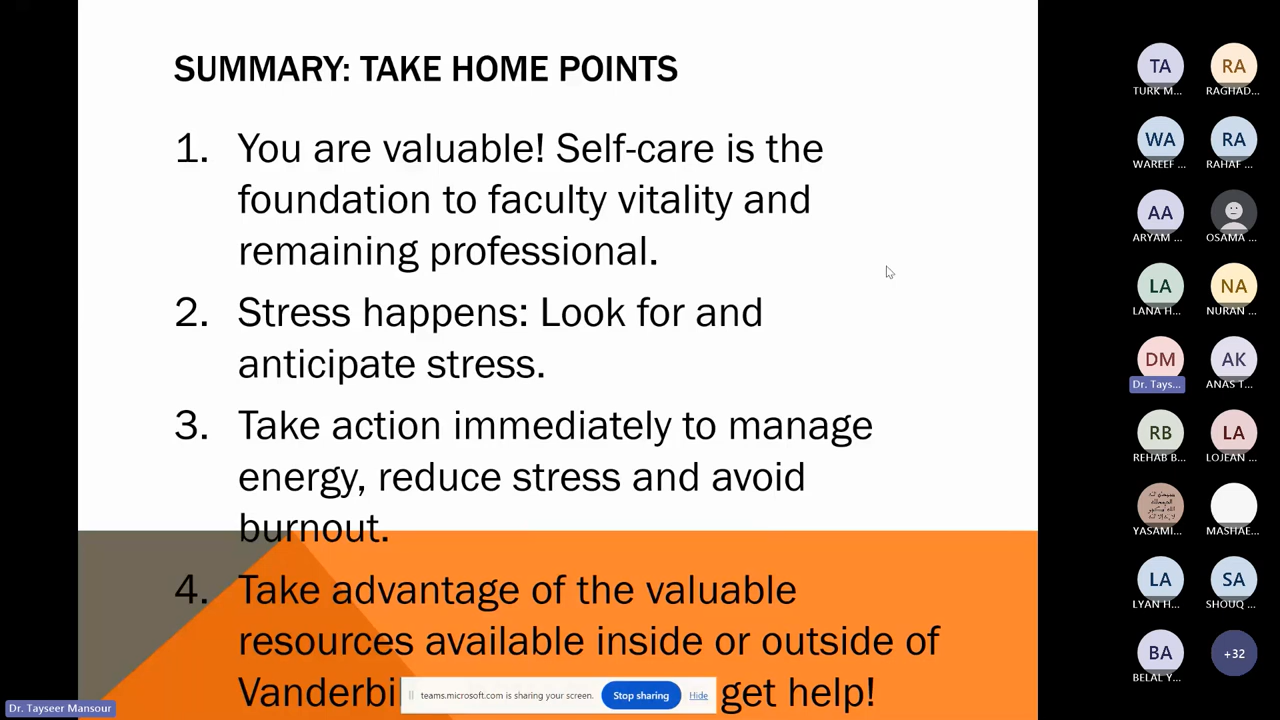 SUMMARY: TAKE HOME POINTS
1. You are valuable! Self-care is the
foundation to faculty vitality and
remaining professional.
2. Stress happens: Look for and
anticipate stress.
3. Take action immediately to manage
energy, reduce stress and avoid
burnout.
4. Take advantage of the valuable
resources available inside or outside of
Vanderbi get help!
teams.microsoft.com is sharing your screen.
Stop sharing
Hide
Dr. Tayseer Mansour
TA RA
TURK M... RAGHAD...
WA RA
WAREEF ... RAHAF ...
AA
ARYAM ... OSAMA ...
LA NA
LANA H... NURAN ...
DM AK
Dr. Tays... ANAS T...
RB LA
REHAB B... LOJEAN ...
YASAMI... MASHAE...
LA SA
LYAN H... SHOUQ ...
BA +32
BELAL Y...